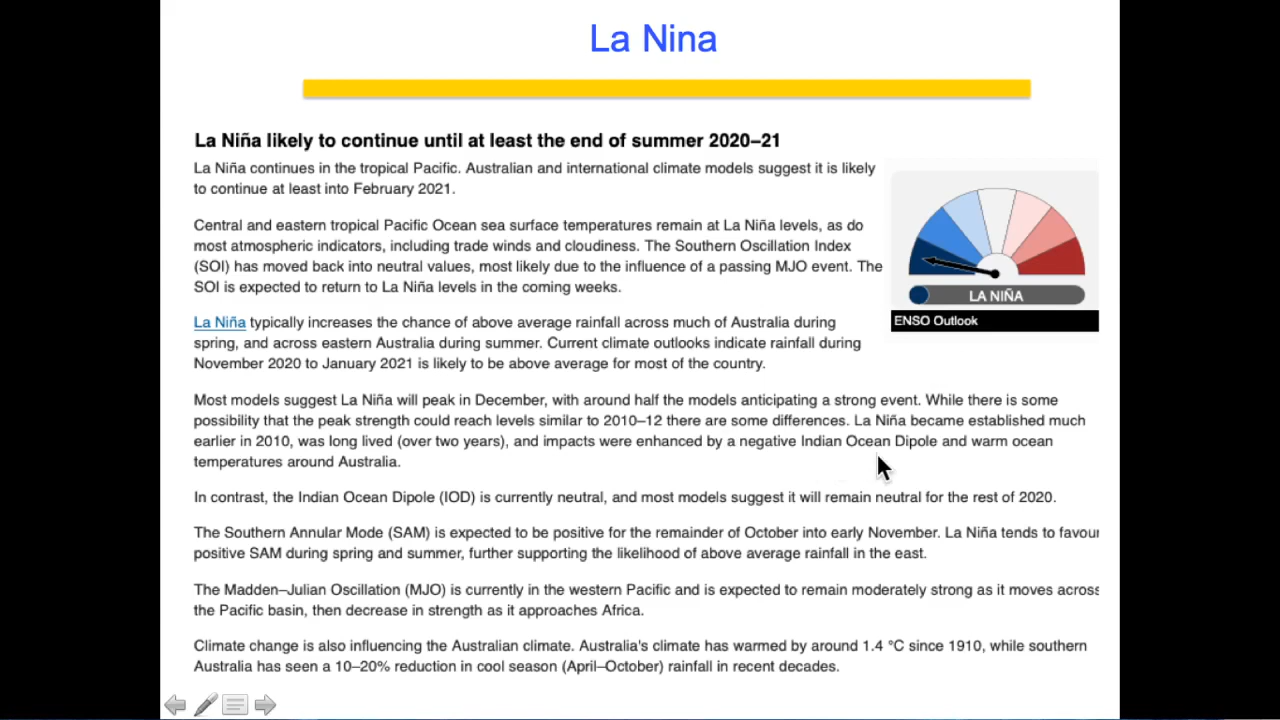 La Nina
La Niña likely to continue until at least the end of summer 2020–21
La Niña continues in the tropical Pacific. Australian and international climate models suggest it is likely
to continue at least into February 2021.
Central and eastern tropical Pacific Ocean sea surface temperatures remain at La Niña levels, as do
most atmospheric indicators, including trade winds and cloudiness. The Southern Oscillation Index
(SOI) has moved back into neutral values, most likely due to the influence of a passing MJO event. The
SOI is expected to return to La Niña levels in the coming weeks.
LA NIÑA
ENSO Outlook
La Niña typically increases the chance of above average rainfall across much of Australia during
spring, and across eastern Australia during summer. Current climate outlooks indicate rainfall during
November 2020 to January 2021 is likely to be above average for most of the country.
Most models suggest La Niña will peak in December, with around half the models anticipating a strong event. While there is some
possibility that the peak strength could reach levels similar to 2010–12 there are some differences. La Niña became established much
earlier in 2010, was long lived (over two years), and impacts were enhanced by a negative Indian Ocean Dipole and warm ocean
temperatures around Australia.
In contrast, the Indian Ocean Dipole (IOD) is currently neutral, and most models suggest it will remain neutral for the rest of 2020.
The Southern Annular Mode (SAM) is expected to be positive for the remainder of October into early November. La Niña tends to favour
positive SAM during spring and summer, further supporting the likelihood of above average rainfall in the east.
The Madden–Julian Oscillation (MJO) is currently in the western Pacific and is expected to remain moderately strong as it moves across
the Pacific basin, then decrease in strength as it approaches Africa.
Climate change is also influencing the Australian climate. Australia's climate has warmed by around 1.4 °C since 1910, while southern
Australia has seen a 10–20% reduction in cool season (April–October) rainfall in recent decades.